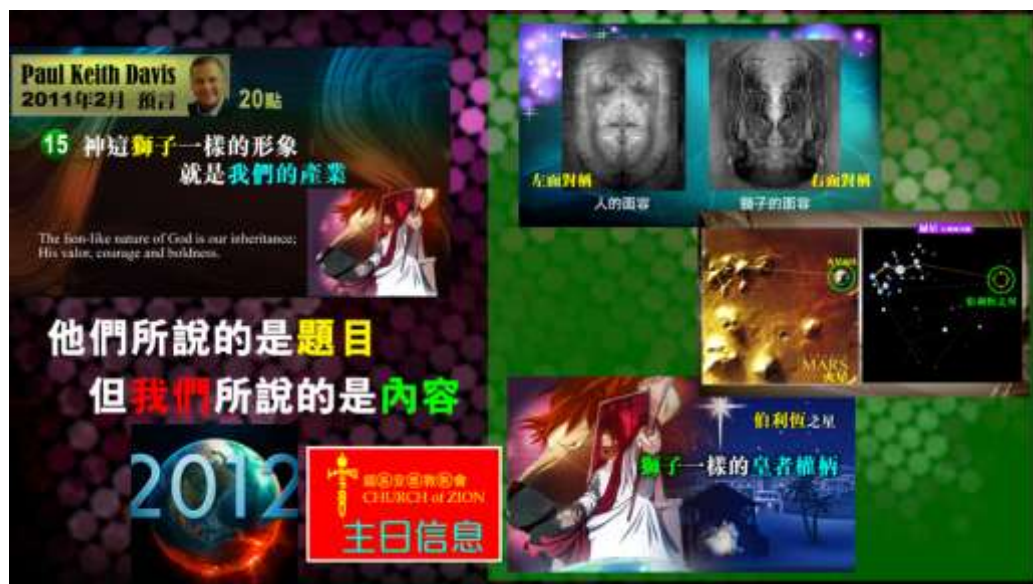 Paul Keith Davis
2011年2月 預言
20點
15 神這獅子一樣的形象
就是我們的產業
The lion-like nature of God is our inheritance;
His valor, courage and boldness.
他們所說的是題目
但我們所說的是內容
2012
錫安教會
CHURCH of ZION
主日信息
左面對稱
右面對稱
人的面容
獅子的面容
MARS
火星
伯利恆之星
伯利恆之星
獅子一樣的皇者權柄